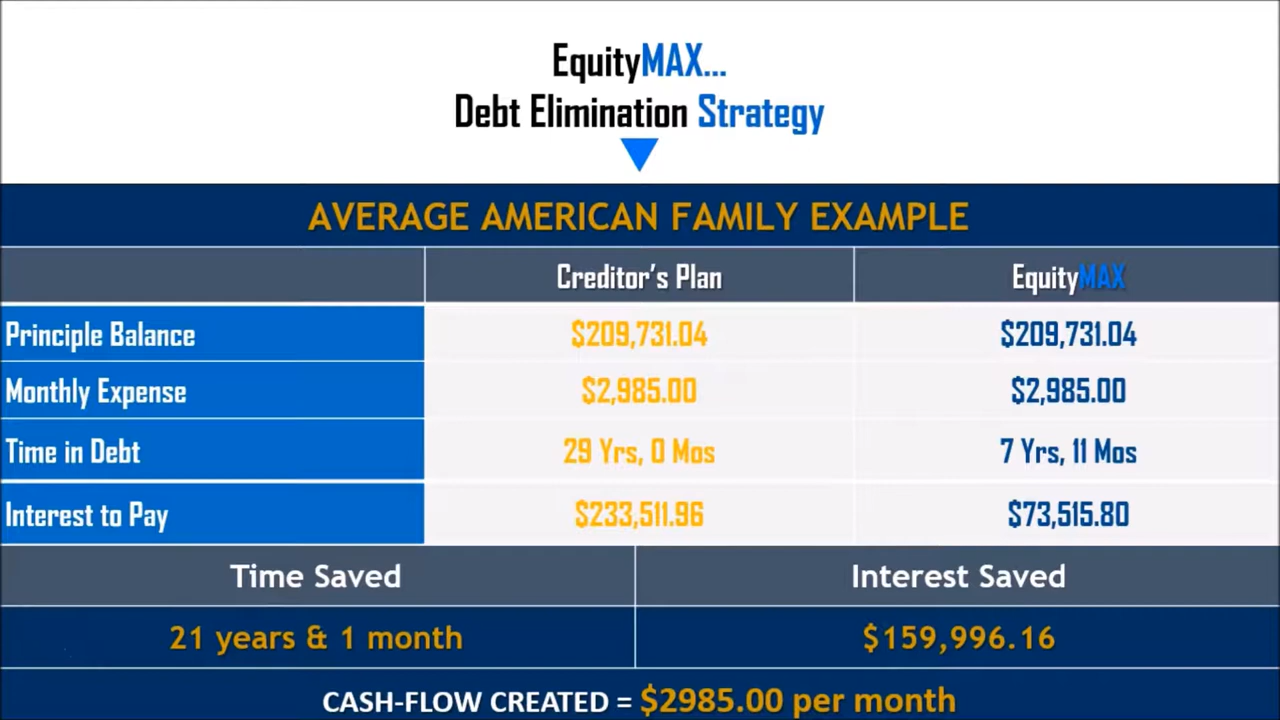 EquityMAX...
Debt Elimination Strategy
AVERAGE AMERICAN FAMILY EXAMPLE
Creditor's Plan EquityMAX
Principle Balance $209,731.04 $209,731.04
Monthly Expense $2,985.00 $2,985.00
Time in Debt 29 Yrs, 0 Mos 7 Yrs, 11 Mos
Interest to Pay $233,511.96 $73,515.80
Time Saved Interest Saved
21 years & 1 month $159,996.16
CASH-FLOW CREATED = $2985.00 per month